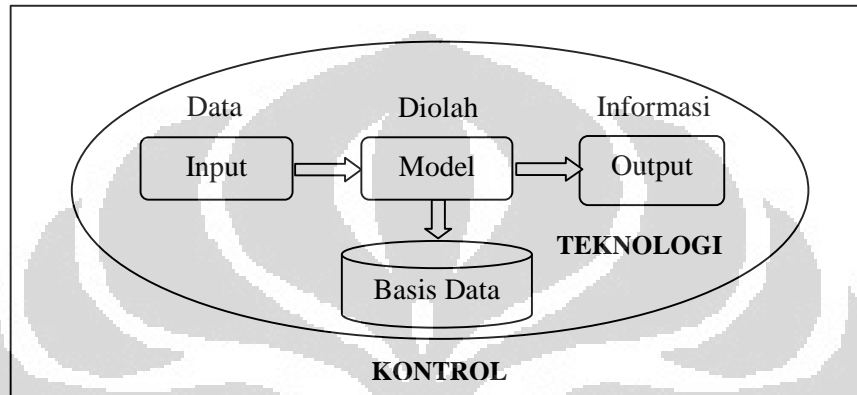 Data Diolah Informasi
Input Model Output
TEKNOLOGI
Basis Data
KONTROL